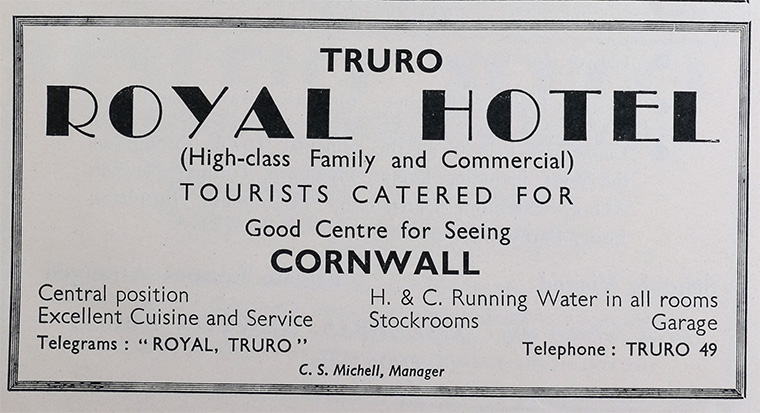 TRURO
ROYAL HOTEL
(High-class Family and Commercial)
TOURISTS CATERED FOR
Good Centre for Seeing
CORNWALL
Central position
H. & C. Running Water in all rooms
Excellent Cuisine and Service
Stockrooms Garage
Telegrams : "ROYAL, TRURO"
Telephone : TRURO 49
C. S. Michell, Manager